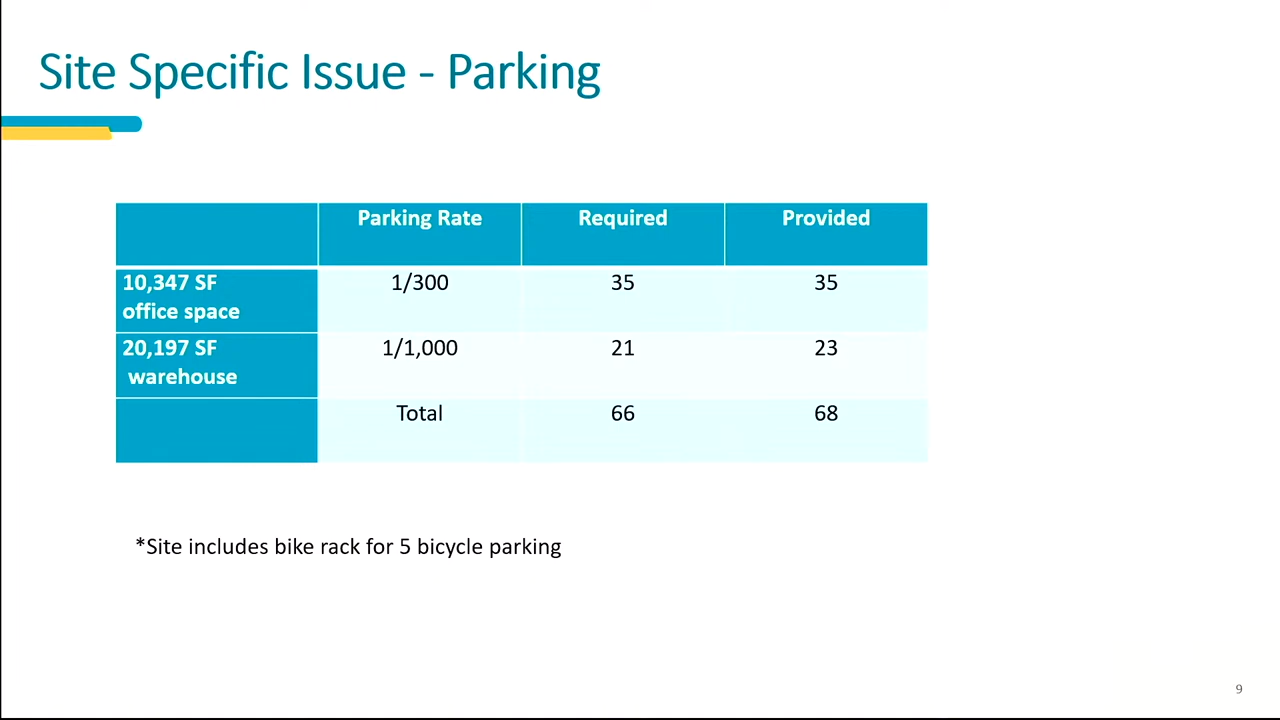 Site Specific Issue - Parking
Parking Rate Required Provided
10,347 SF
office space
1/300 35 35
20,197 SF
warehouse
1/1,000 21 23
Total 66 68
*Site includes bike rack for 5 bicycle parking
9